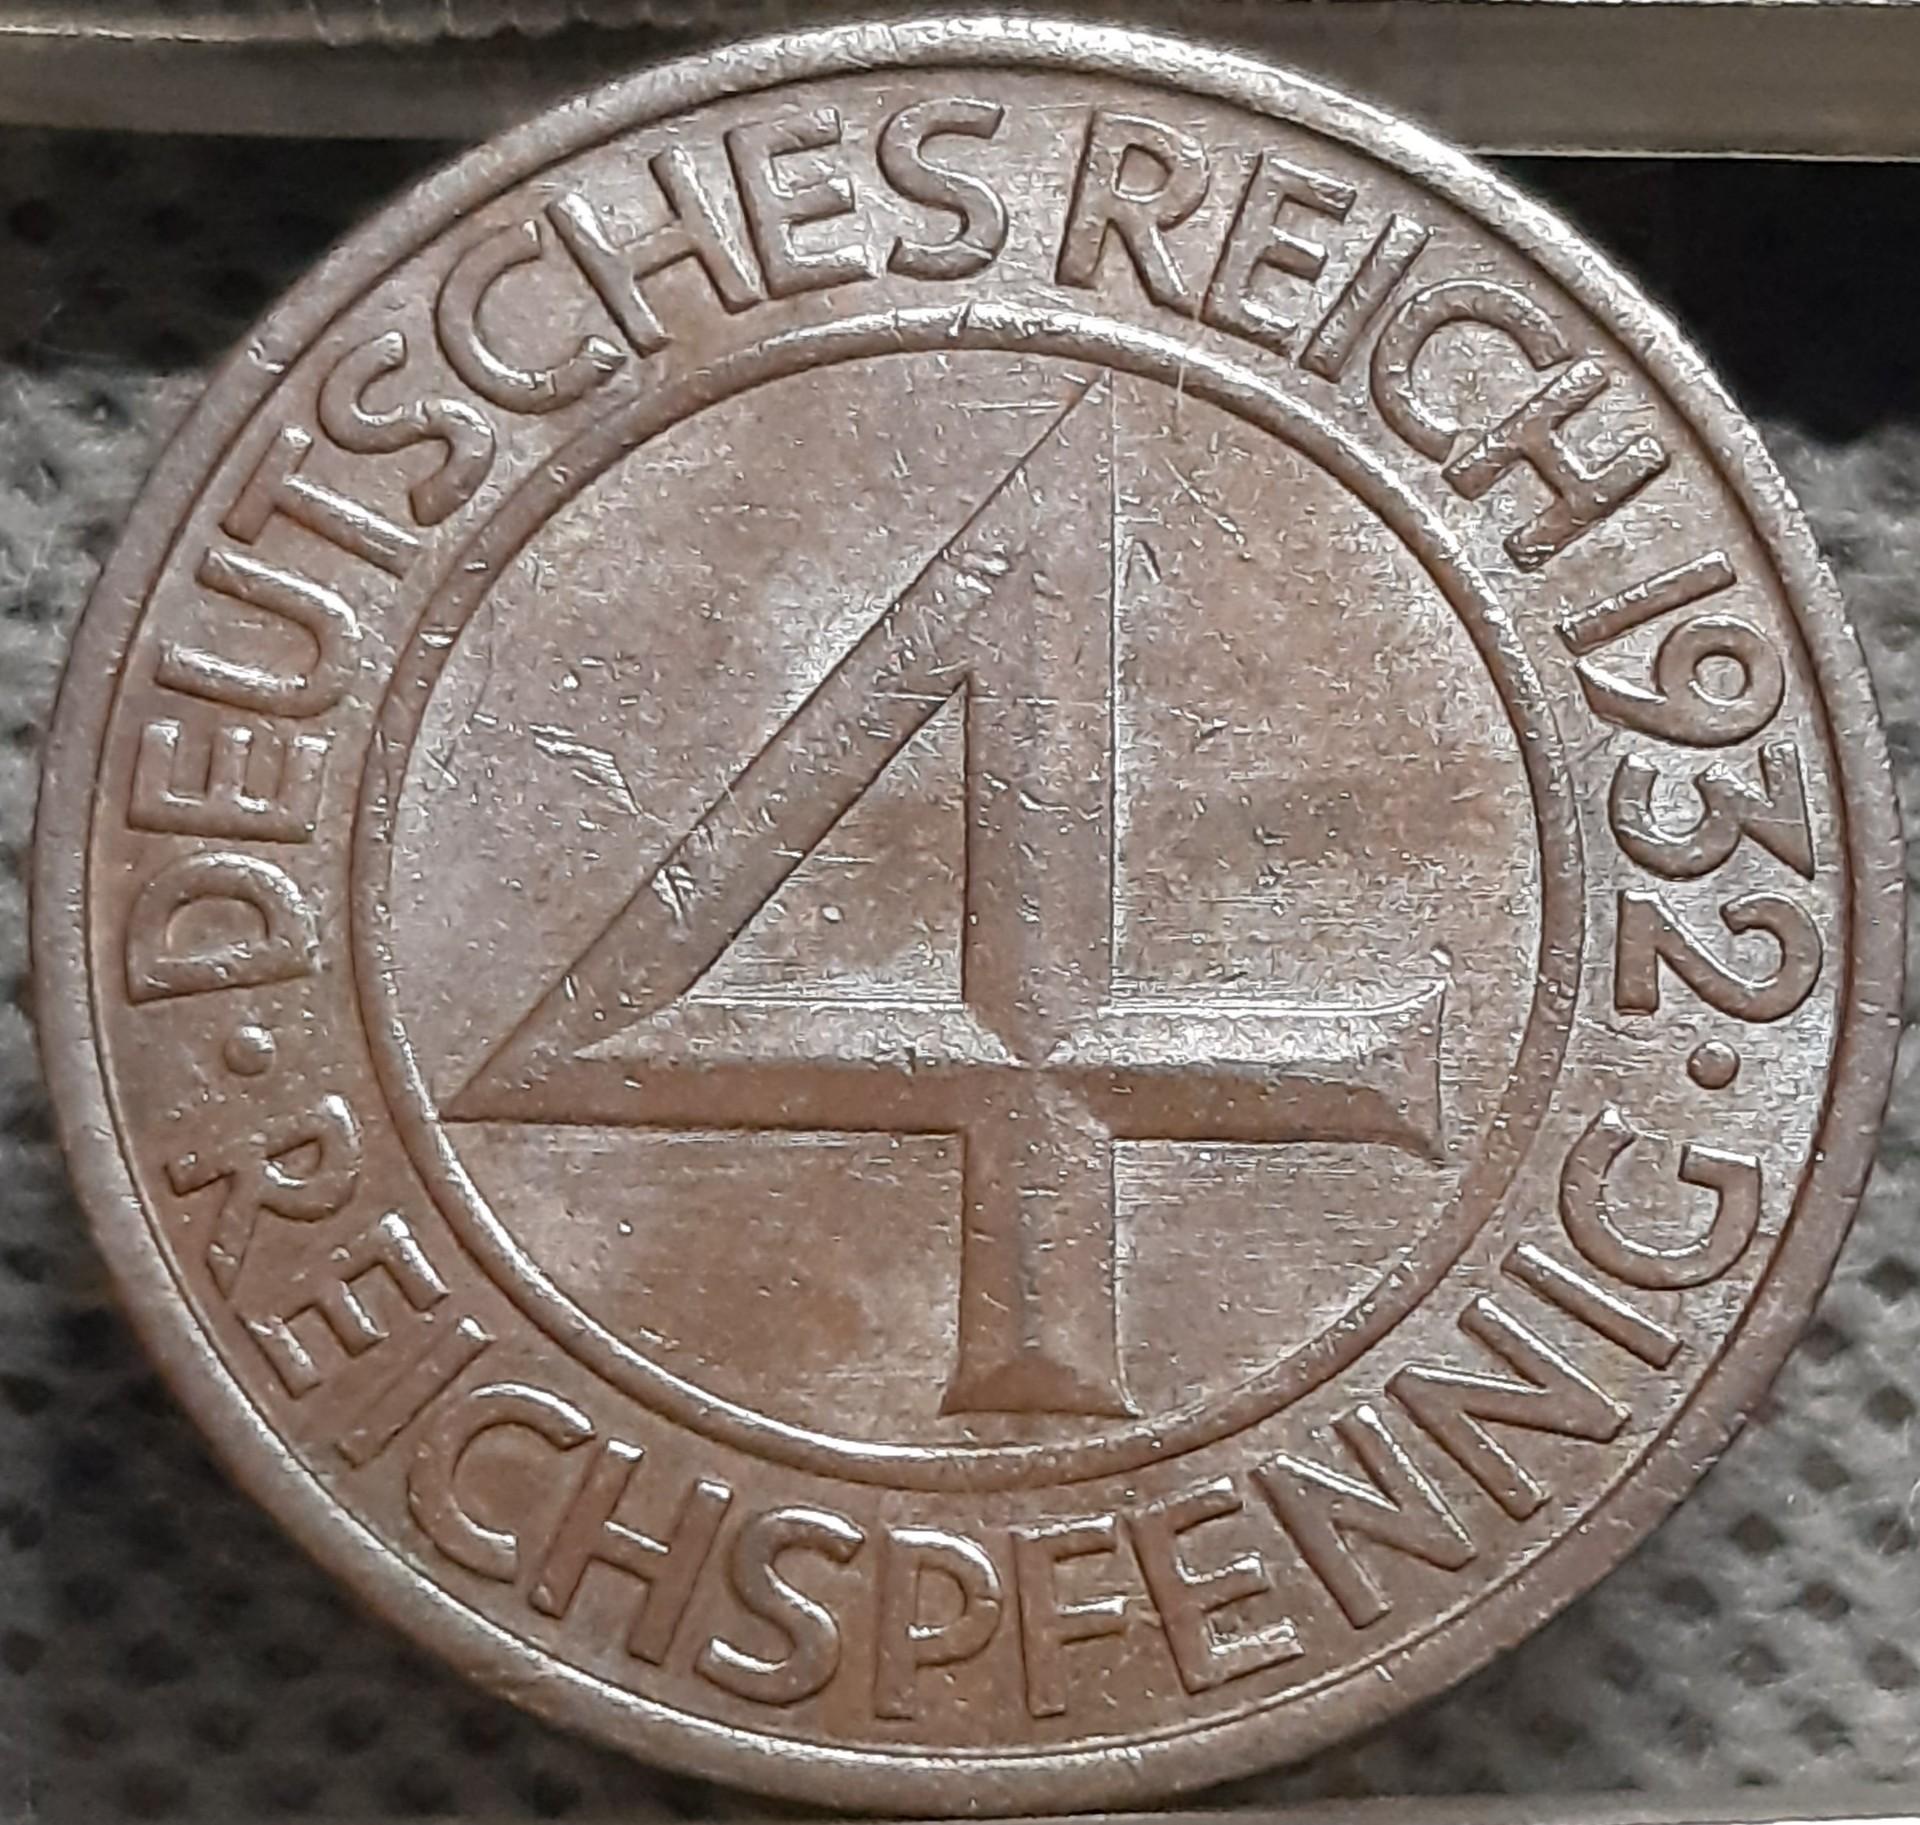 DEUTSCHES REICH 1932
4
REICHSPFENNIG